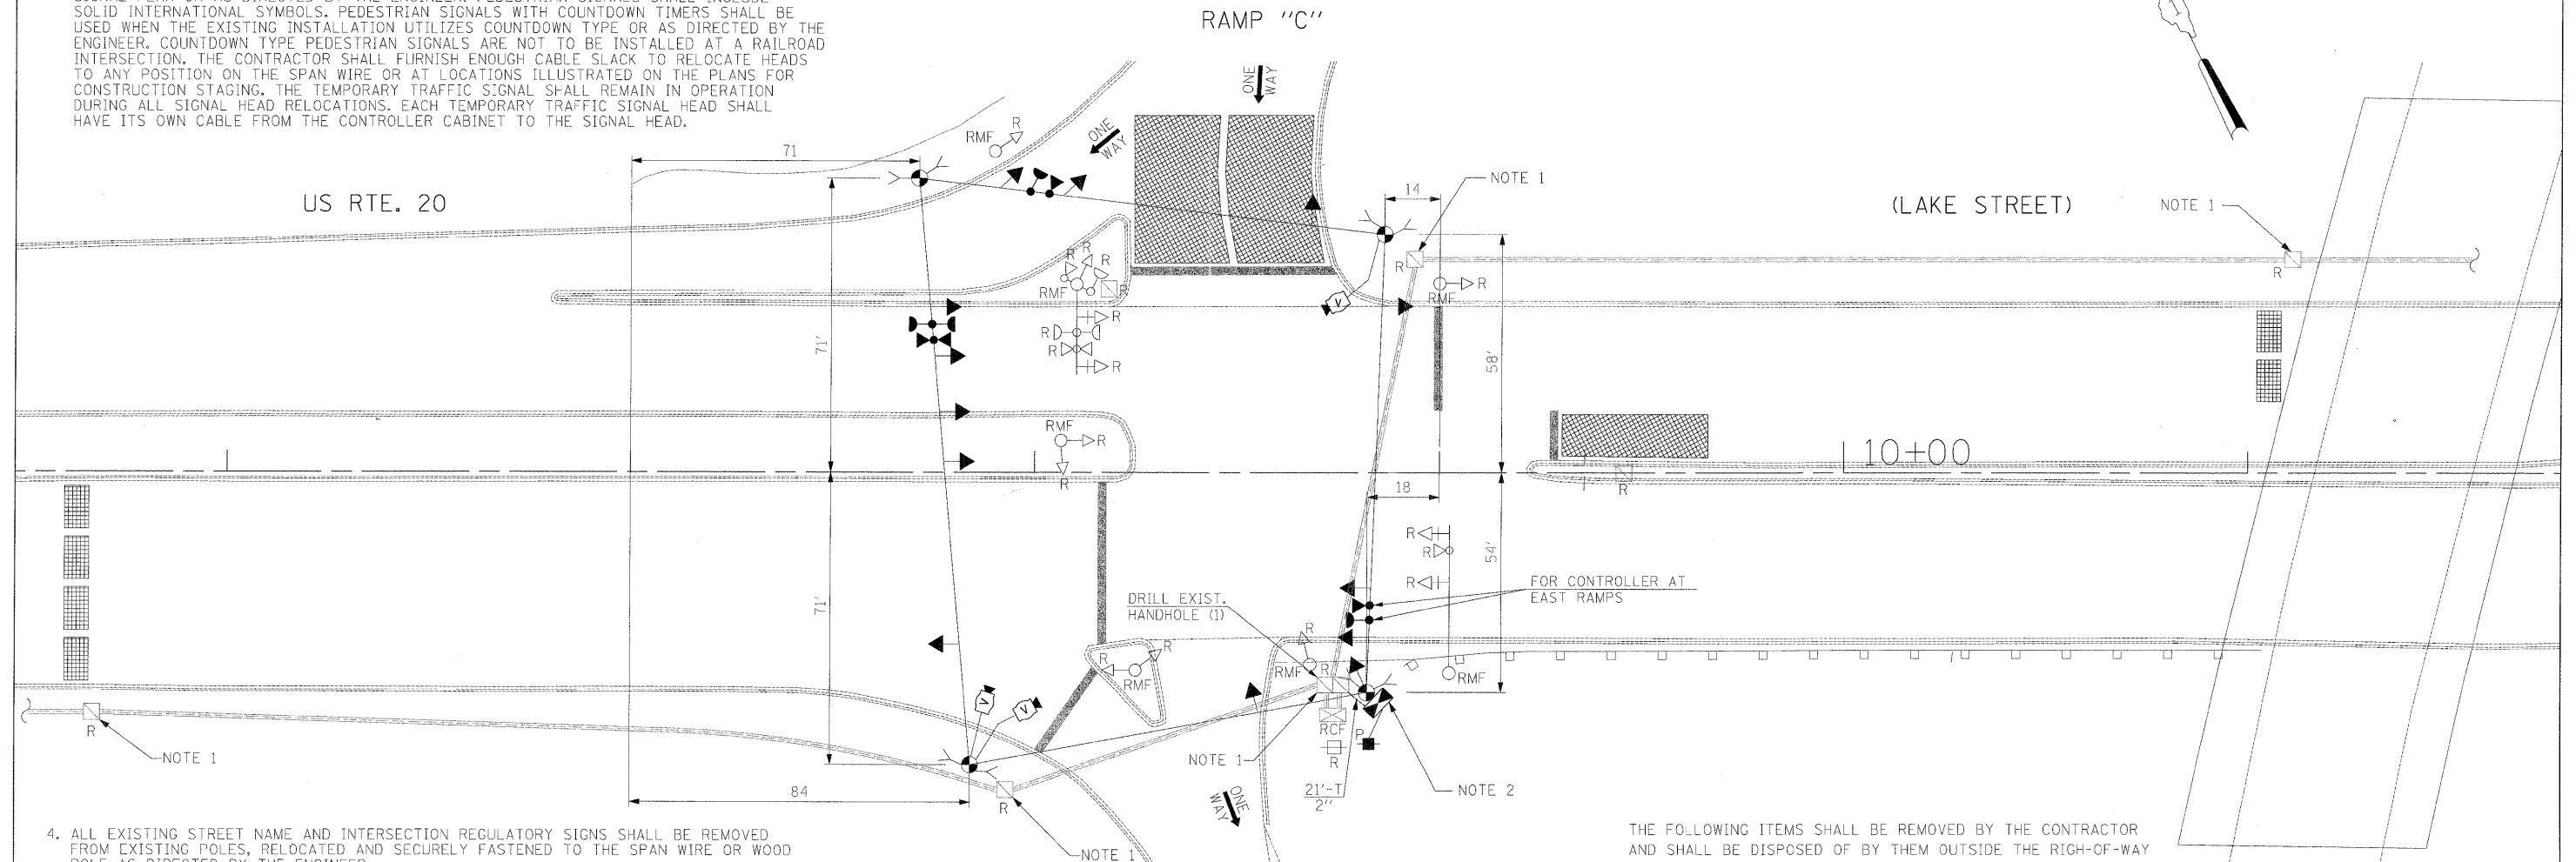 SOLID INTERNATIONAL SYMBOLS. PEDESTRIAN SIGNALS WITH COUNTDOWN TIMERS SHALL BE
USED WHEN THE EXISTING INSTALLATION UTILIZES COUNTDOWN TYPE OR AS DIRECTED BY THE
ENGINEER. COUNTDOWN TYPE PEDESTRIAN SIGNALS ARE NOT TO BE INSTALLED AT A RAILROAD
INTERSECTION. THE CONTRACTOR SHALL FURNISH ENOUGH CABLE SLACK TO RELOCATE HEADS
TO ANY POSITION ON THE SPAN WIRE OR AT LOCATIONS ILLUSTRATED ON THE PLANS FOR
CONSTRUCTION STAGING. THE TEMPORARY TRAFFIC SIGNAL SHALL REMAIN IN OPERATION
DURING ALL SIGNAL HEAD RELOCATIONS. EACH TEMPORARY TRAFFIC SIGNAL HEAD SHALL
HAVE ITS OWN CABLE FROM THE CONTROLLER CABINET TO THE SIGNAL HEAD.
RAMP "C"
ONE
WAY
ONE
WAY
R
RMF
71
US RTE. 20
14
NOTE 1
(LAKE STREET)
NOTE 1
R
R
R
RMF
R
R
R
RMF
R
V
R
R
R
R
R
71'
58'
RMF
R
R
10+00
R
18
R
R
R
54'
DRILL EXIST.
HANDHOLE (1)
FOR CONTROLLER AT
EAST RAMPS
71'
R
R
R
RMF
RMF
R
RMF
V
V
R
NOTE 1
RCF
R
P
NOTE 1
NOTE 2
21'-T
2"
84
R
ONE
WAY
NOTE 1
4. ALL EXISTING STREET NAME AND INTERSECTION REGULATORY SIGNS SHALL BE REMOVED
FROM EXISTING POLES, RELOCATED AND SECURELY FASTENED TO THE SPAN WIRE OR WOOD
POLE AS DIRECTED BY THE ENGINEER
THE FOLLOWING ITEMS SHALL BE REMOVED BY THE CONTRACTOR
AND SHALL BE DISPOSED OF BY THEM OUTSIDE THE RIGH-OF-WAY